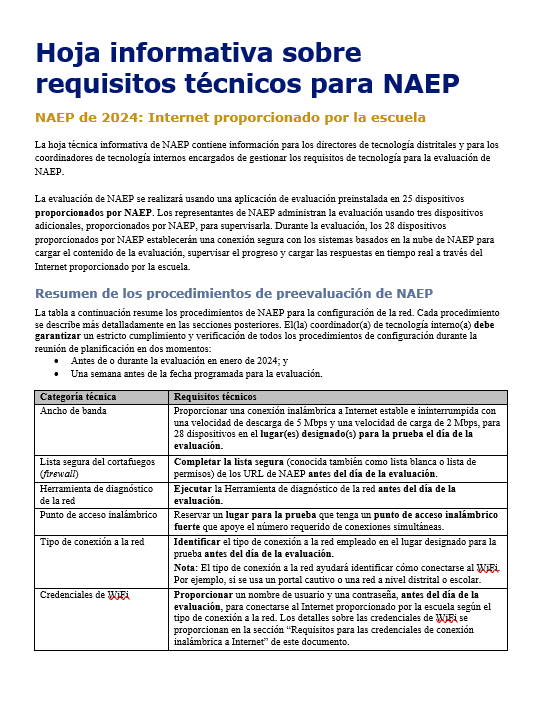 Hoja informativa sobre
requisitos técnicos para NAEP
NAEP de 2024: Internet proporcionado por la escuela
La hoja técnica informativa de NAEP contiene información para los directores de tecnología distritales y para los
coordinadores de tecnología internos encargados de gestionar los requisitos de tecnología para la evaluación de
NAEP.
La evaluación de NAEP se realizará usando una aplicación de evaluación preinstalada en 25 dispositivos
proporcionados por NAEP. Los representantes de NAEP administran la evaluación usando tres dispositivos
adicionales, proporcionados por NAEP, para supervisarla. Durante la evaluación, los 28 dispositivos
proporcionados por NAEP establecerán una conexión segura con los sistemas basados en la nube de NAEP para
cargar el contenido de la evaluación, supervisar el progreso y cargar las respuestas en tiempo real a través del
Internet proporcionado por la escuela.
Resumen de los procedimientos de preevaluación de NAEP
La tabla a continuación resume los procedimientos de NAEP para la configuración de la red. Cada procedimiento
se describe más detalladamente en las secciones posteriores. El(la) coordinador(a) de tecnología interno(a) debe
garantizar un estricto cumplimiento y verificación de todos los procedimientos de configuración durante la
reunión de planificación en dos momentos:
• Antes de o durante la evaluación en enero de 2024; y
• Una semana antes de la fecha programada para la evaluación.
Categoría técnica Requisitos técnicos
Ancho de banda Proporcionar una conexión inalámbrica a Internet estable e ininterrumpida con
una velocidad de descarga de 5 Mbps y una velocidad de carga de 2 Mbps, para
28 dispositivos en el lugar(es) designado(s) para la prueba el día de la
evaluación.
Lista segura del cortafuegos Completar la lista segura (conocida también como lista blanca o lista de
(firewall) permisos) de los URL de NAEP antes del día de la evaluación.
Herramienta de diagnóstico Ejecutar la Herramienta de diagnóstico de la red antes del día de la
de la red evaluación.
Punto de acceso inalámbrico Reservar un lugar para la prueba que tenga un punto de acceso inalámbrico
fuerte que apoye el número requerido de conexiones simultáneas.
Tipo de conexión a la red Identificar el tipo de conexión a la red empleado en el lugar designado para la
prueba antes del día de la evaluación.
Nota: El tipo de conexión a la red ayudará identificar cómo conectarse al WiFi.
Por ejemplo, si se usa un portal cautivo o una red a nivel distrital o escolar.
Credenciales de WiFi Proporcionar un nombre de usuario y una contraseña, antes del día de la
evaluación, para conectarse al Internet proporcionado por la escuela según el
tipo de conexión a la red. Los detalles sobre las credenciales de WiFi se
proporcionan en la sección “Requisitos para las credenciales de conexión
inalámbrica a Internet” de este documento.